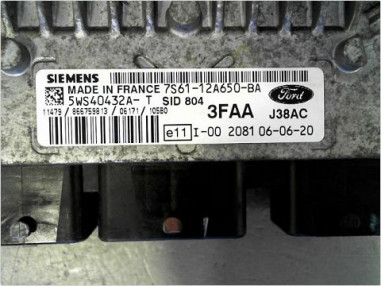 SIEMENS
MADE IN FRANCE 7S61-12A650-BA
5WS40432A-T SID 804
Ford
11479 / 966759813 / 06171 / 10580
3FAA J38AC
e11 I-00 2081 06-06-20